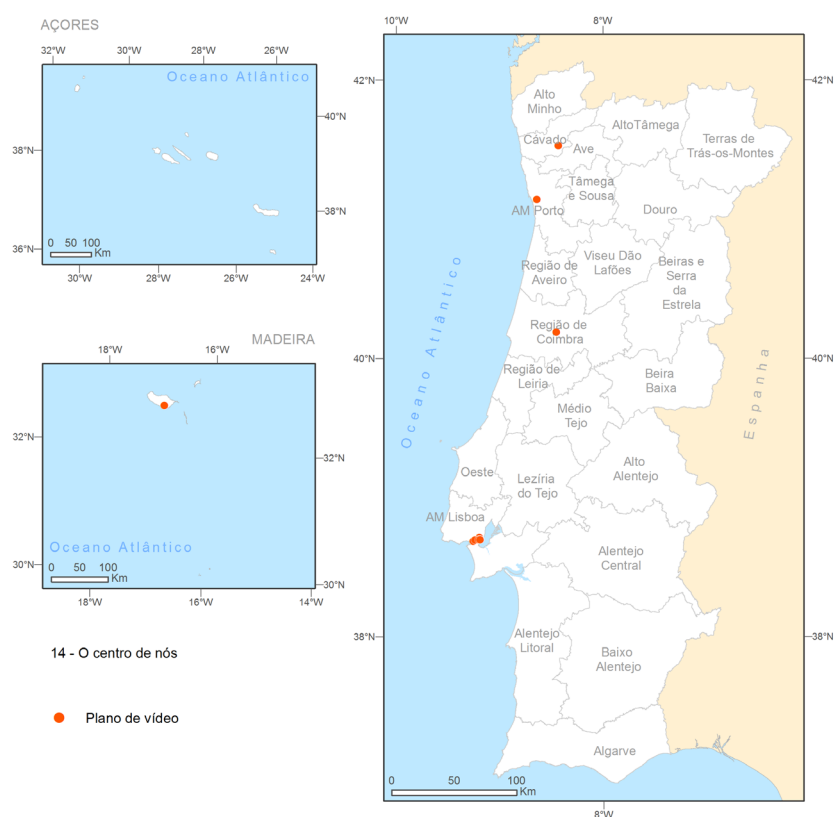 AÇORES
32°W 30°W 28°W 26°W
Oceano Atlântico
40°N
38°N
38°N
36°N
0 50 100
Km
30°W 28°W 26°W 24°W
MADEIRA
18°W 16°W
32°N
32°N
Oceano Atlântico
30°N
0 50 100
Km
30°N
18°W 16°W 14°W
14 - O centro de nós
Plano de vídeo
10°W 8°W
42°N 42°N
Alto
Minho
Cávado
Ave
AltoTâmega
Terras de
Trás-os-Montes
Tâmega
e Sousa
AM Porto
Douro
Viseu Dão
Lafões
Região de
Aveiro
Beiras e
Serra
da
Estrela
Oceano Atlântico
Região de
Coimbra
40°N 40°N
Região de
Leiria
Beira
Baixa
Espanha
Médio
Tejo
Oeste
Lezíria
do Tejo
Alto
Alentejo
AM Lisboa
Alentejo
Central
38°N 38°N
Alentejo
Litoral
Baixo
Alentejo
Algarve
0 50 100
Km
8°W